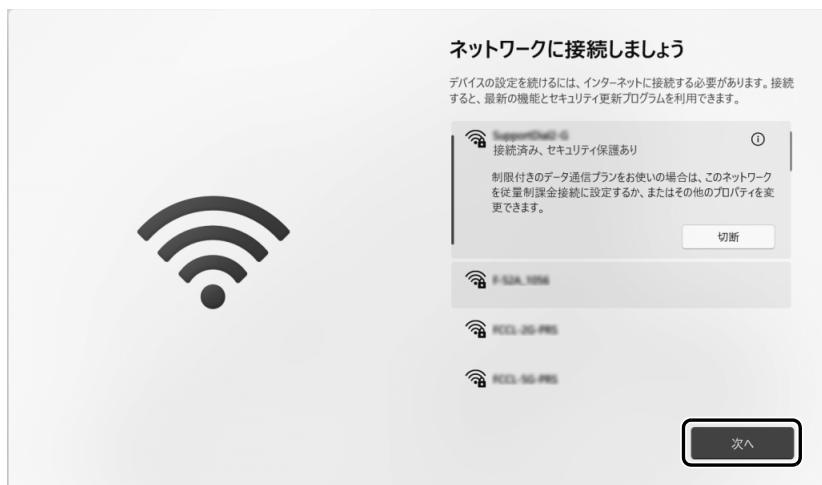 ネットワークに接続しましょう
デバイスの設定を続けるには、インターネットに接続する必要があります。接続
すると、最新の機能とセキュリティ更新プログラムを利用できます。
接続済み、セキュリティ保護あり
制限付きのデータ通信プランをお使いの場合は、このネットワーク
を従量制課金接続に設定するか、またはその他のプロパティを変
更できます。
切断
次へ